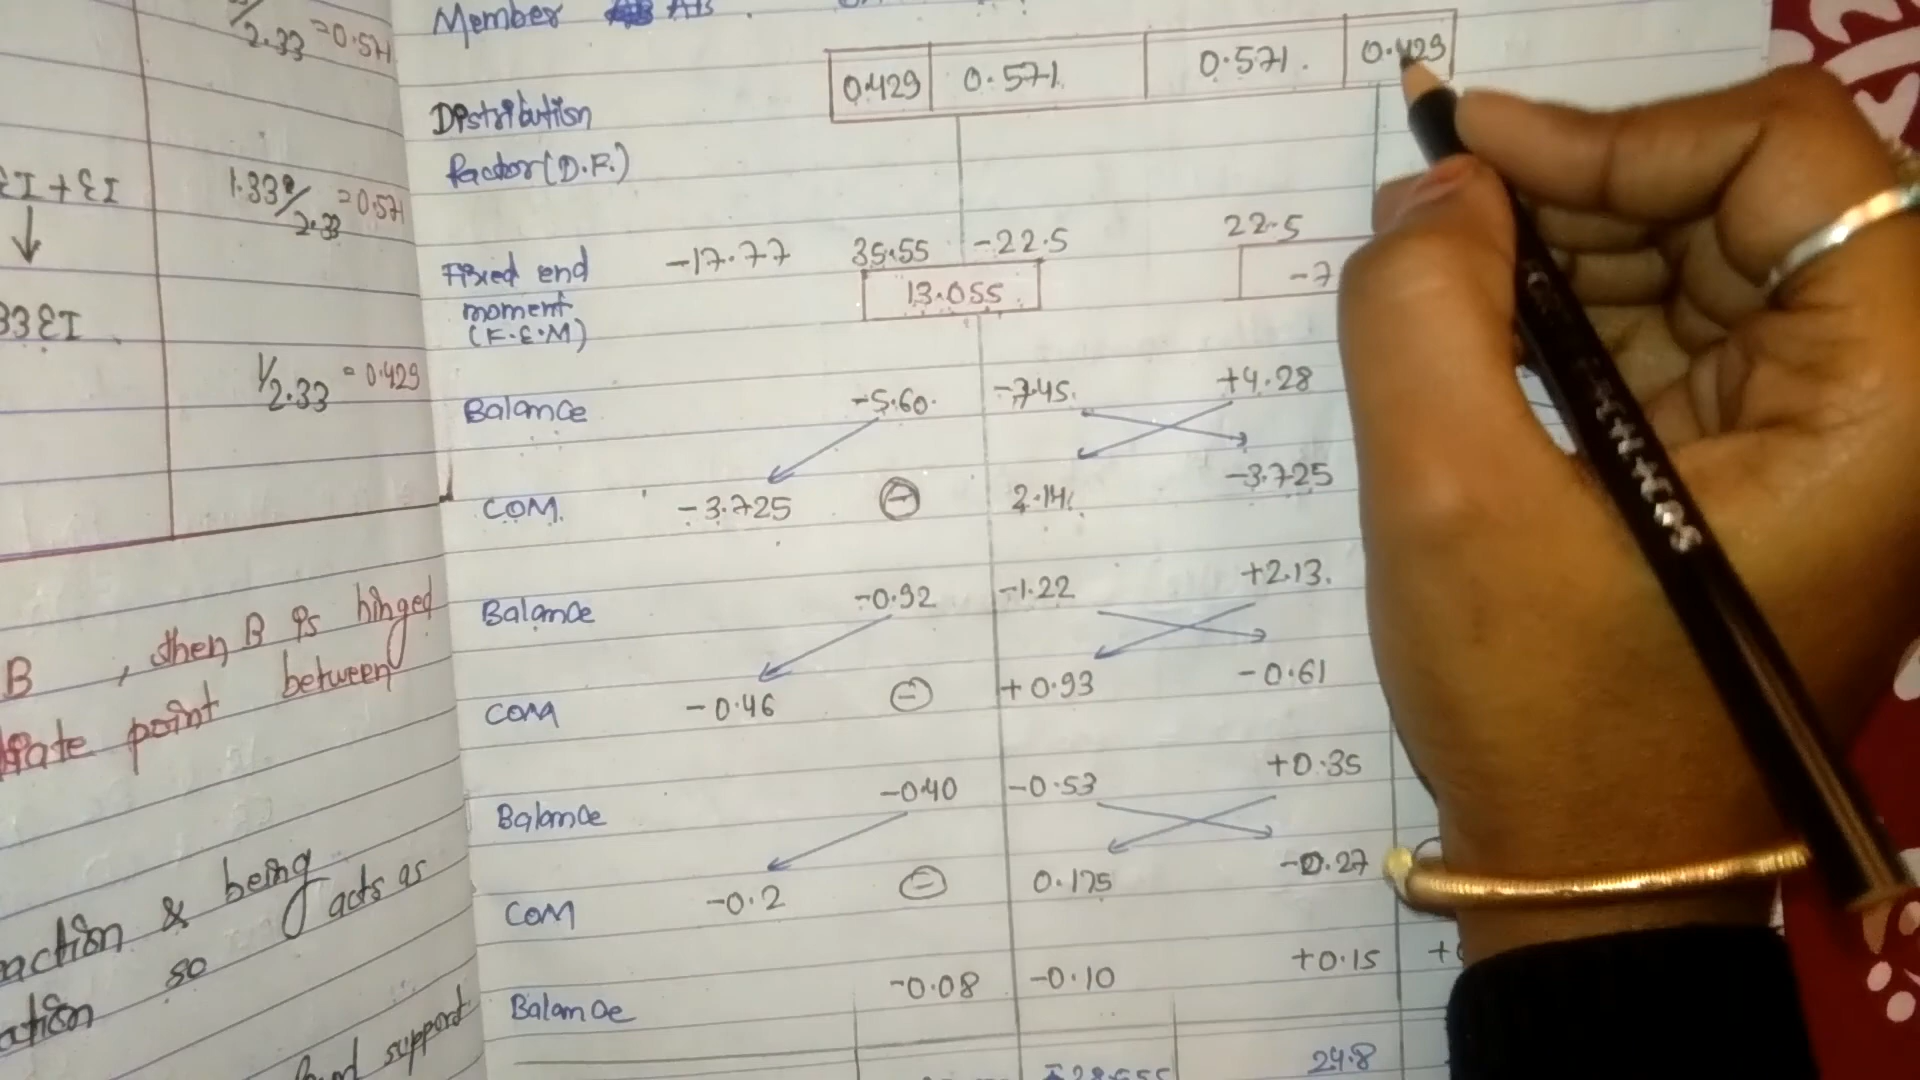 2.33 =0.571
EI + EI
1.33/2.33 =0.571
33EI
1/2.33 =0.429
B , then B is hinged
point between
action & being
so acts as
support
Member AB
0.429 0.571 0.571 0.429
Distribution
factor (D.F.)
Fixed end -17.77 35.55 -22.5 22.5
moment 13.055 -7
(F.E.M)
Balance -5.60 -7.45 +4.28
COM. -3.725 - 2.14 -3.725
Balance -0.92 -1.22 +2.13
COM -0.46 - +0.93 -0.61
Balance -0.40 -0.53 +0.35
COM -0.2 - 0.175 -0.27
Balance -0.08 -0.10 +0.15
24.8